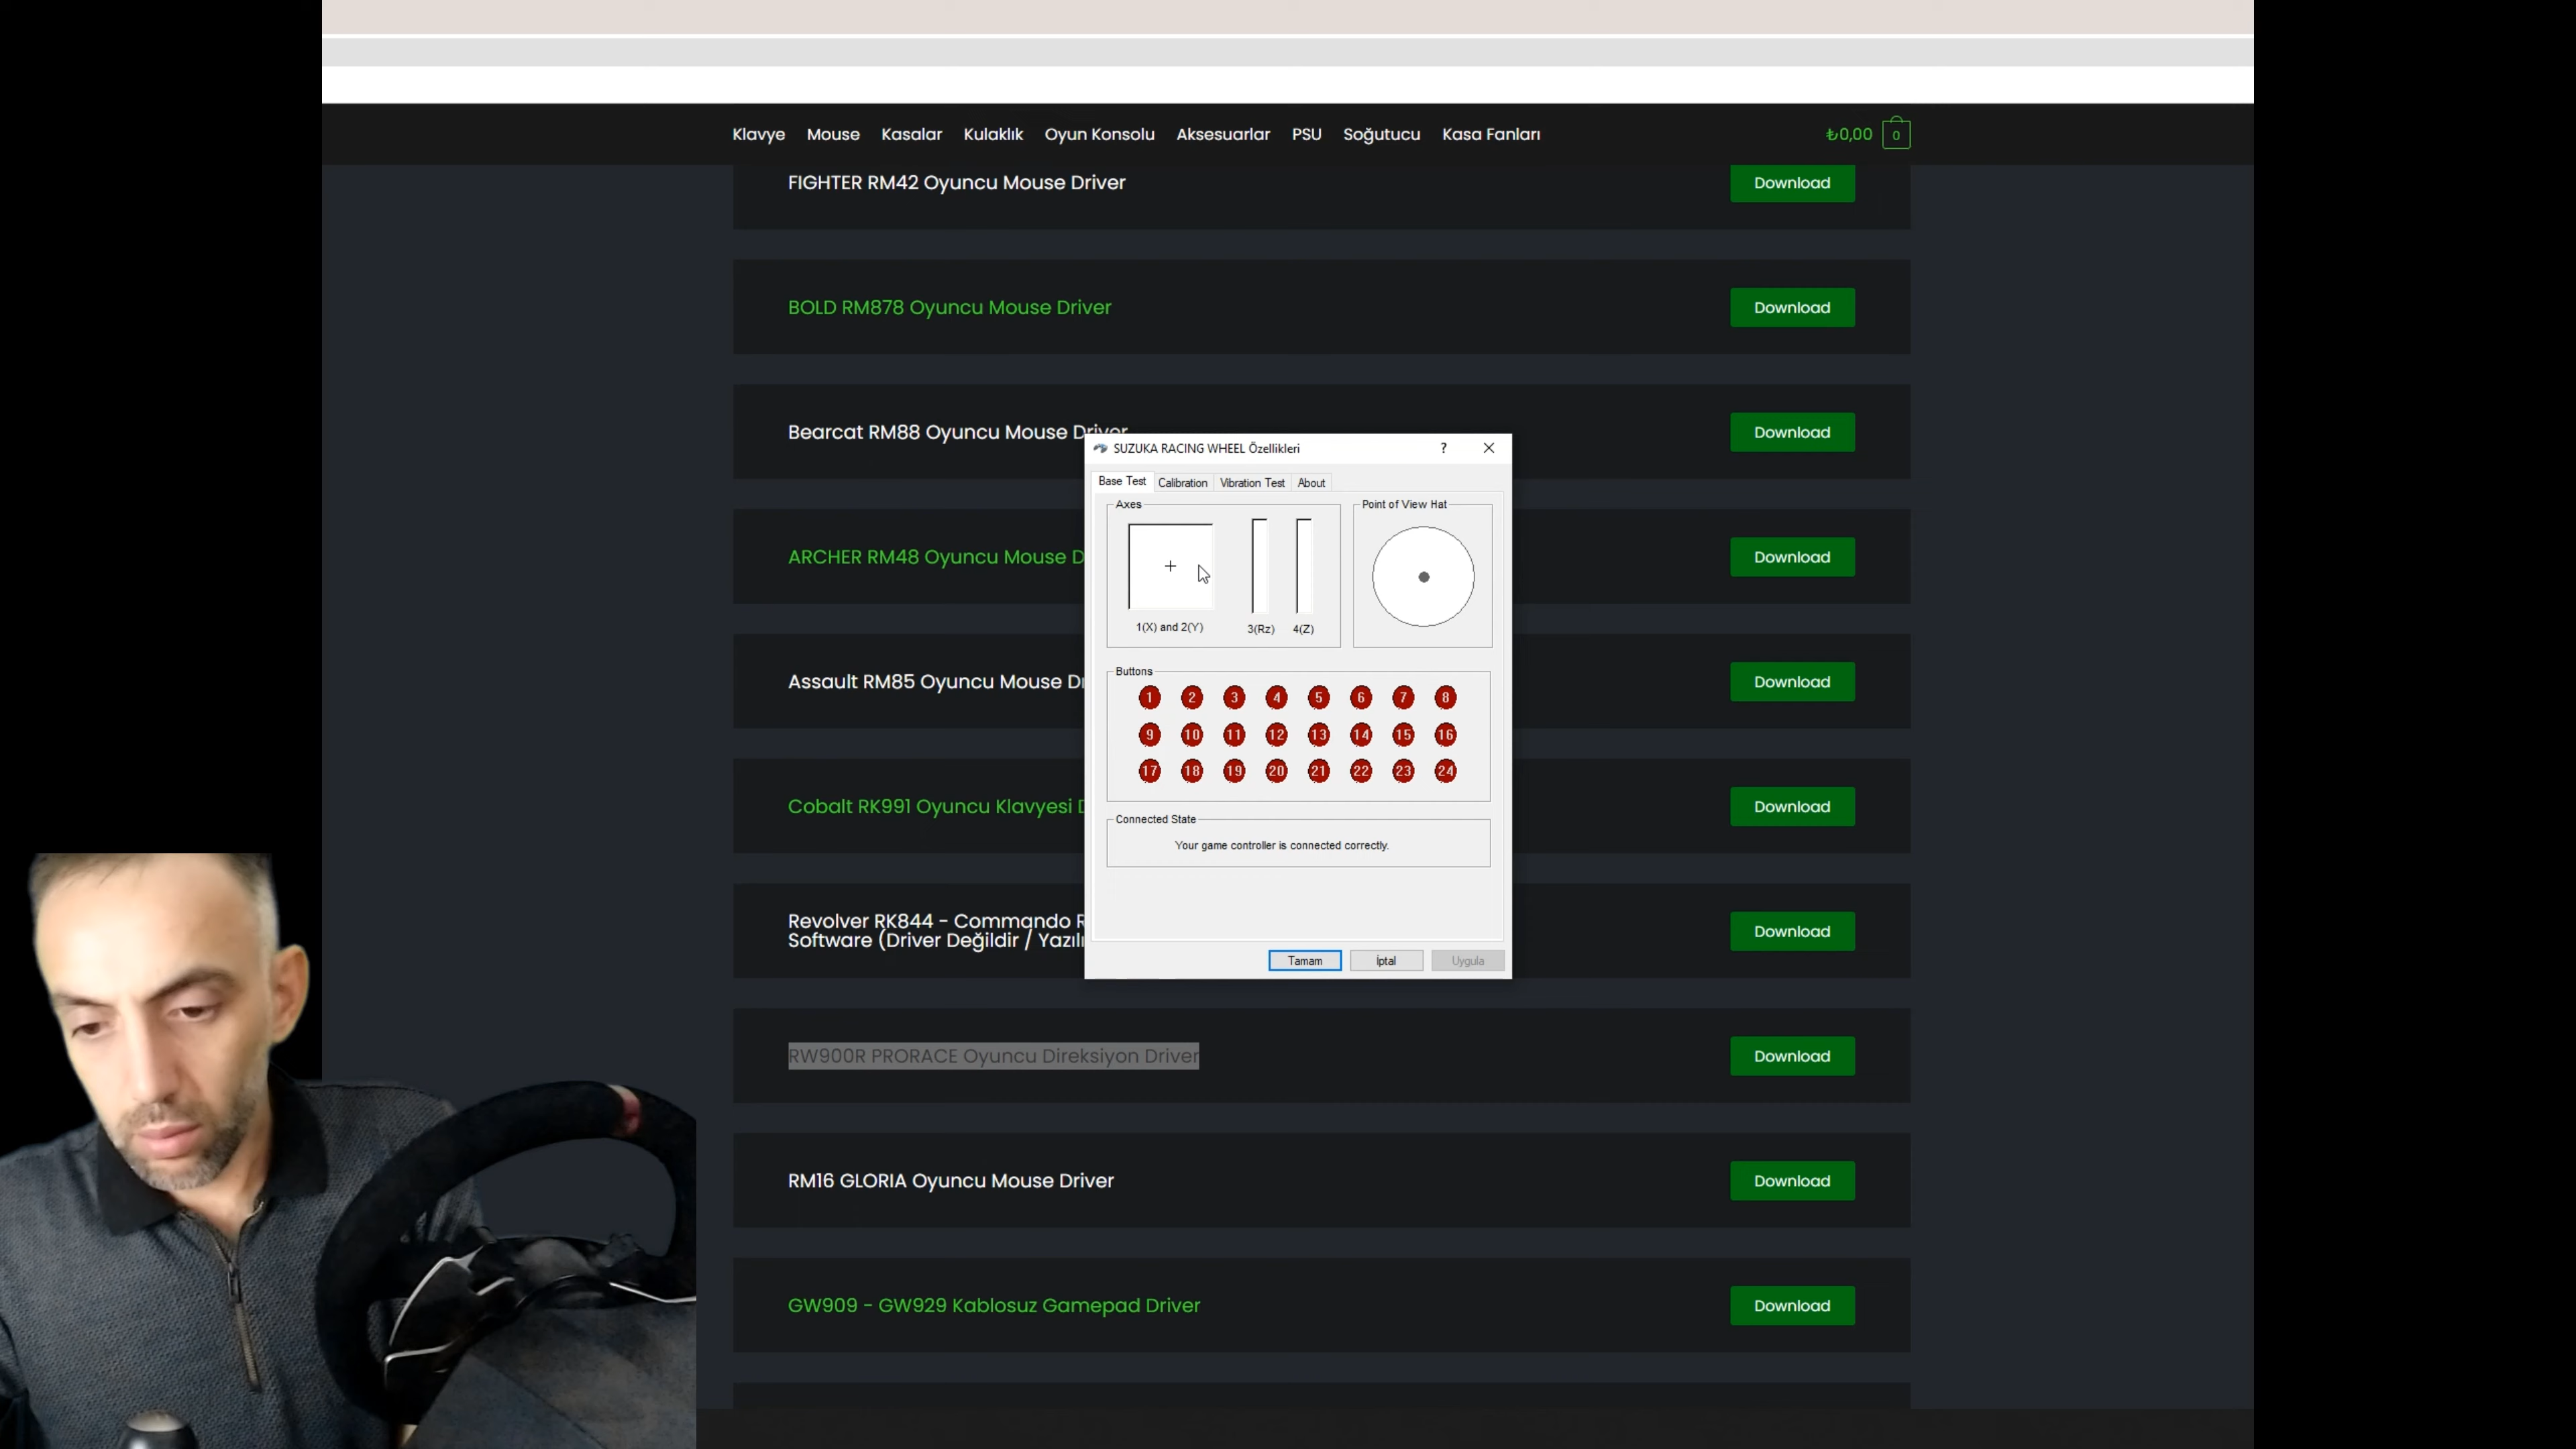 Klavye Mouse Kasalar Kulaklık Oyun Konsolu Aksesuarlar PSU Soğutucu Kasa Fanları ₺0,00 0
FIGHTER RM42 Oyuncu Mouse Driver Download
BOLD RM878 Oyuncu Mouse Driver Download
Bearcat RM88 Oyuncu Mouse Driver Download
ARCHER RM48 Oyuncu Mouse D Download
Assault RM85 Oyuncu Mouse Dr Download
Cobalt RK991 Oyuncu Klavyesi D Download
Revolver RK844 - Commando R
Software (Driver Değildir / Yazılı Download
RW900R PRORACE Oyuncu Direksiyon Driver Download
RM16 GLORIA Oyuncu Mouse Driver Download
GW909 - GW929 Kablosuz Gamepad Driver Download
SUZUKA RACING WHEEL Özellikleri ?
Base Test Calibration Vibration Test About
Axes Point of View Hat
1(X) and 2(Y) 3(Rz) 4(Z)
Buttons
1 2 3 4 5 6 7 8
9 10 11 12 13 14 15 16
17 18 19 20 21 22 23 24
Connected State
Your game controller is connected correctly.
Tamam İptal Uygula